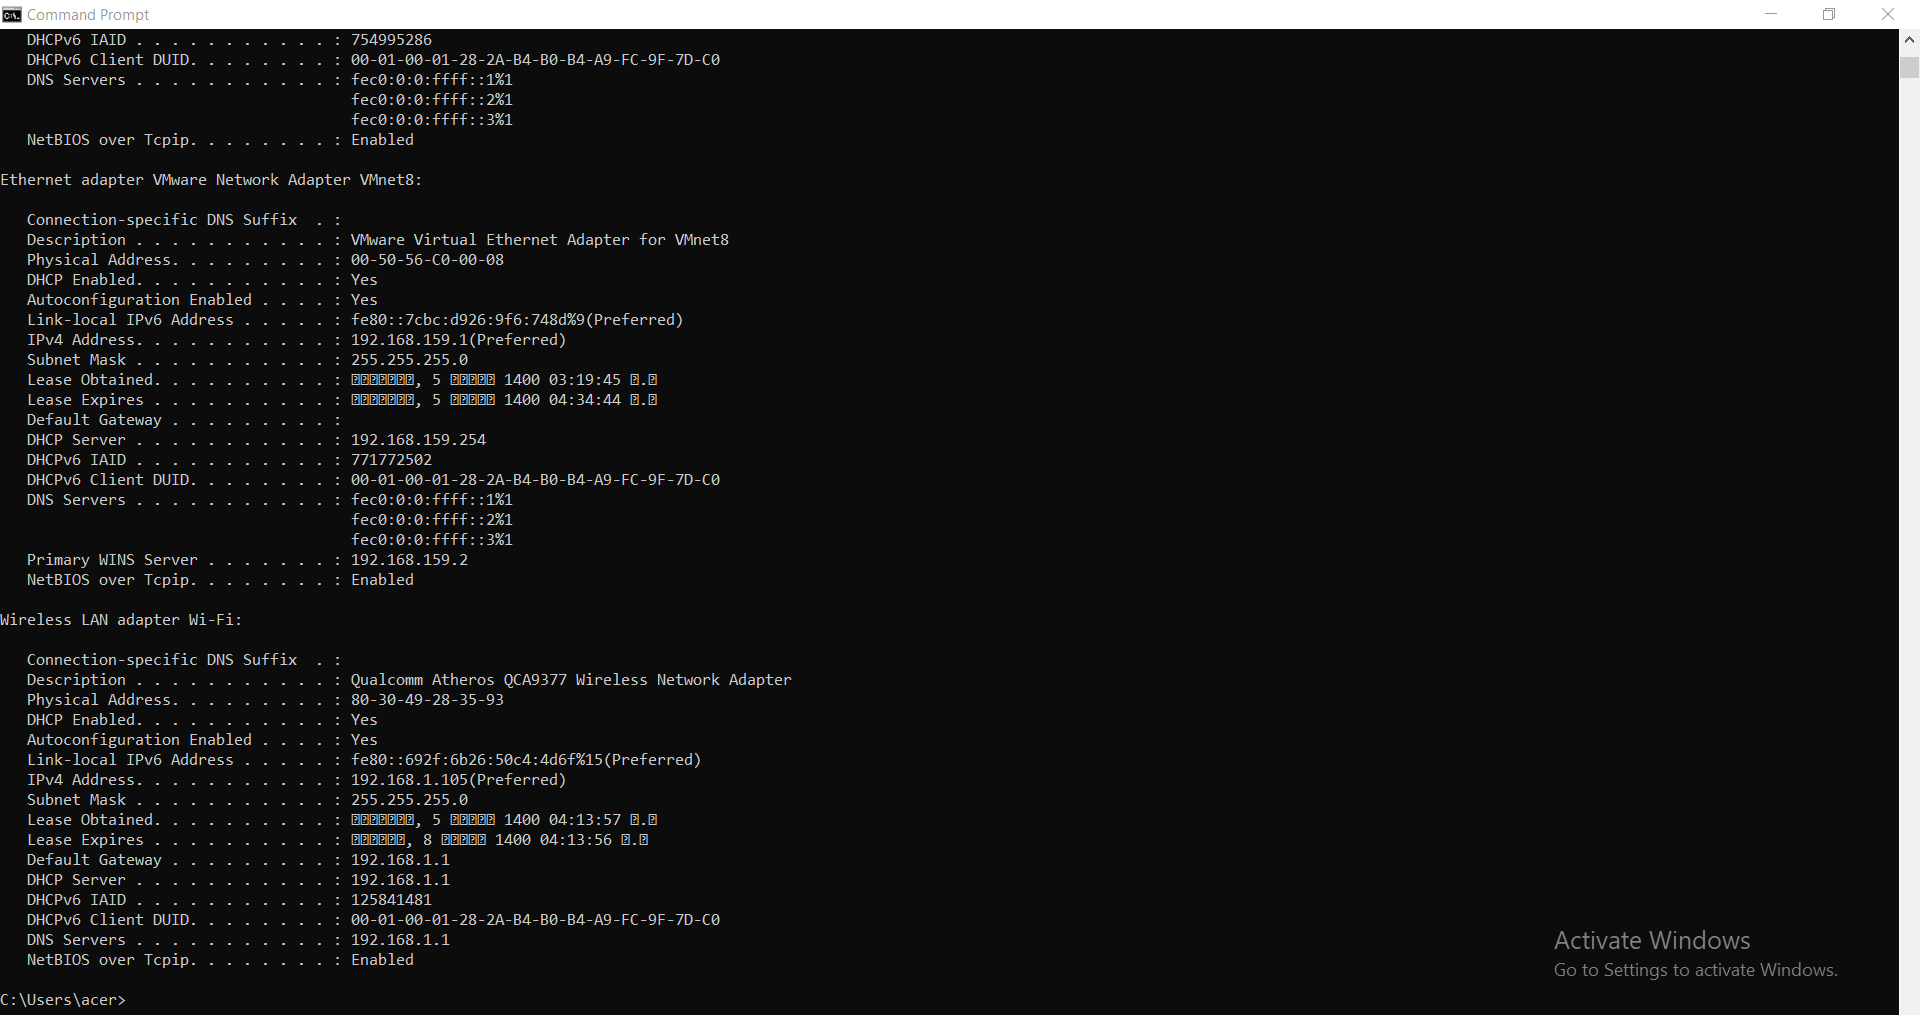 Command Prompt
DHCPv6 IAID . . . . . . . . . . . : 754995286
DHCPv6 Client DUID. . . . . . . . : 00-01-00-01-28-2A-B4-B0-B4-A9-FC-9F-7D-C0
DNS Servers . . . . . . . . . . . : fec0:0:0:ffff::1%1
fec0:0:0:ffff::2%1
fec0:0:0:ffff::3%1
NetBIOS over Tcpip. . . . . . . . : Enabled
Ethernet adapter VMware Network Adapter VMnet8:
Connection-specific DNS Suffix  . :
Description . . . . . . . . . . . : VMware Virtual Ethernet Adapter for VMnet8
Physical Address. . . . . . . . . : 00-50-56-C0-00-08
DHCP Enabled. . . . . . . . . . . : Yes
Autoconfiguration Enabled . . . . : Yes
Link-local IPv6 Address . . . . . : fe80::7cbc:d926:9f6:748d%9(Preferred)
IPv4 Address. . . . . . . . . . . : 192.168.159.1(Preferred)
Subnet Mask . . . . . . . . . . . : 255.255.255.0
Lease Obtained. . . . . . . . . . : , 5 1400 03:19:45 .
Lease Expires . . . . . . . . . . : , 5 1400 04:34:44 .
Default Gateway . . . . . . . . . :
DHCP Server . . . . . . . . . . . : 192.168.159.254
DHCPv6 IAID . . . . . . . . . . . : 771772502
DHCPv6 Client DUID. . . . . . . . : 00-01-00-01-28-2A-B4-B0-B4-A9-FC-9F-7D-C0
DNS Servers . . . . . . . . . . . : fec0:0:0:ffff::1%1
fec0:0:0:ffff::2%1
fec0:0:0:ffff::3%1
Primary WINS Server . . . . . . . : 192.168.159.2
NetBIOS over Tcpip. . . . . . . . : Enabled
Wireless LAN adapter Wi-Fi:
Connection-specific DNS Suffix  . :
Description . . . . . . . . . . . : Qualcomm Atheros QCA9377 Wireless Network Adapter
Physical Address. . . . . . . . . : 80-30-49-28-35-93
DHCP Enabled. . . . . . . . . . . : Yes
Autoconfiguration Enabled . . . . : Yes
Link-local IPv6 Address . . . . . : fe80::692f:6b26:50c4:4d6f%15(Preferred)
IPv4 Address. . . . . . . . . . . : 192.168.1.105(Preferred)
Subnet Mask . . . . . . . . . . . : 255.255.255.0
Lease Obtained. . . . . . . . . . : , 5 1400 04:13:57 .
Lease Expires . . . . . . . . . . : , 8 1400 04:13:56 .
Default Gateway . . . . . . . . . : 192.168.1.1
DHCP Server . . . . . . . . . . . : 192.168.1.1
DHCPv6 IAID . . . . . . . . . . . : 125841481
DHCPv6 Client DUID. . . . . . . . : 00-01-00-01-28-2A-B4-B0-B4-A9-FC-9F-7D-C0
DNS Servers . . . . . . . . . . . : 192.168.1.1
NetBIOS over Tcpip. . . . . . . . : Enabled
Activate Windows
Go to Settings to activate Windows.
C:\Users\acer>